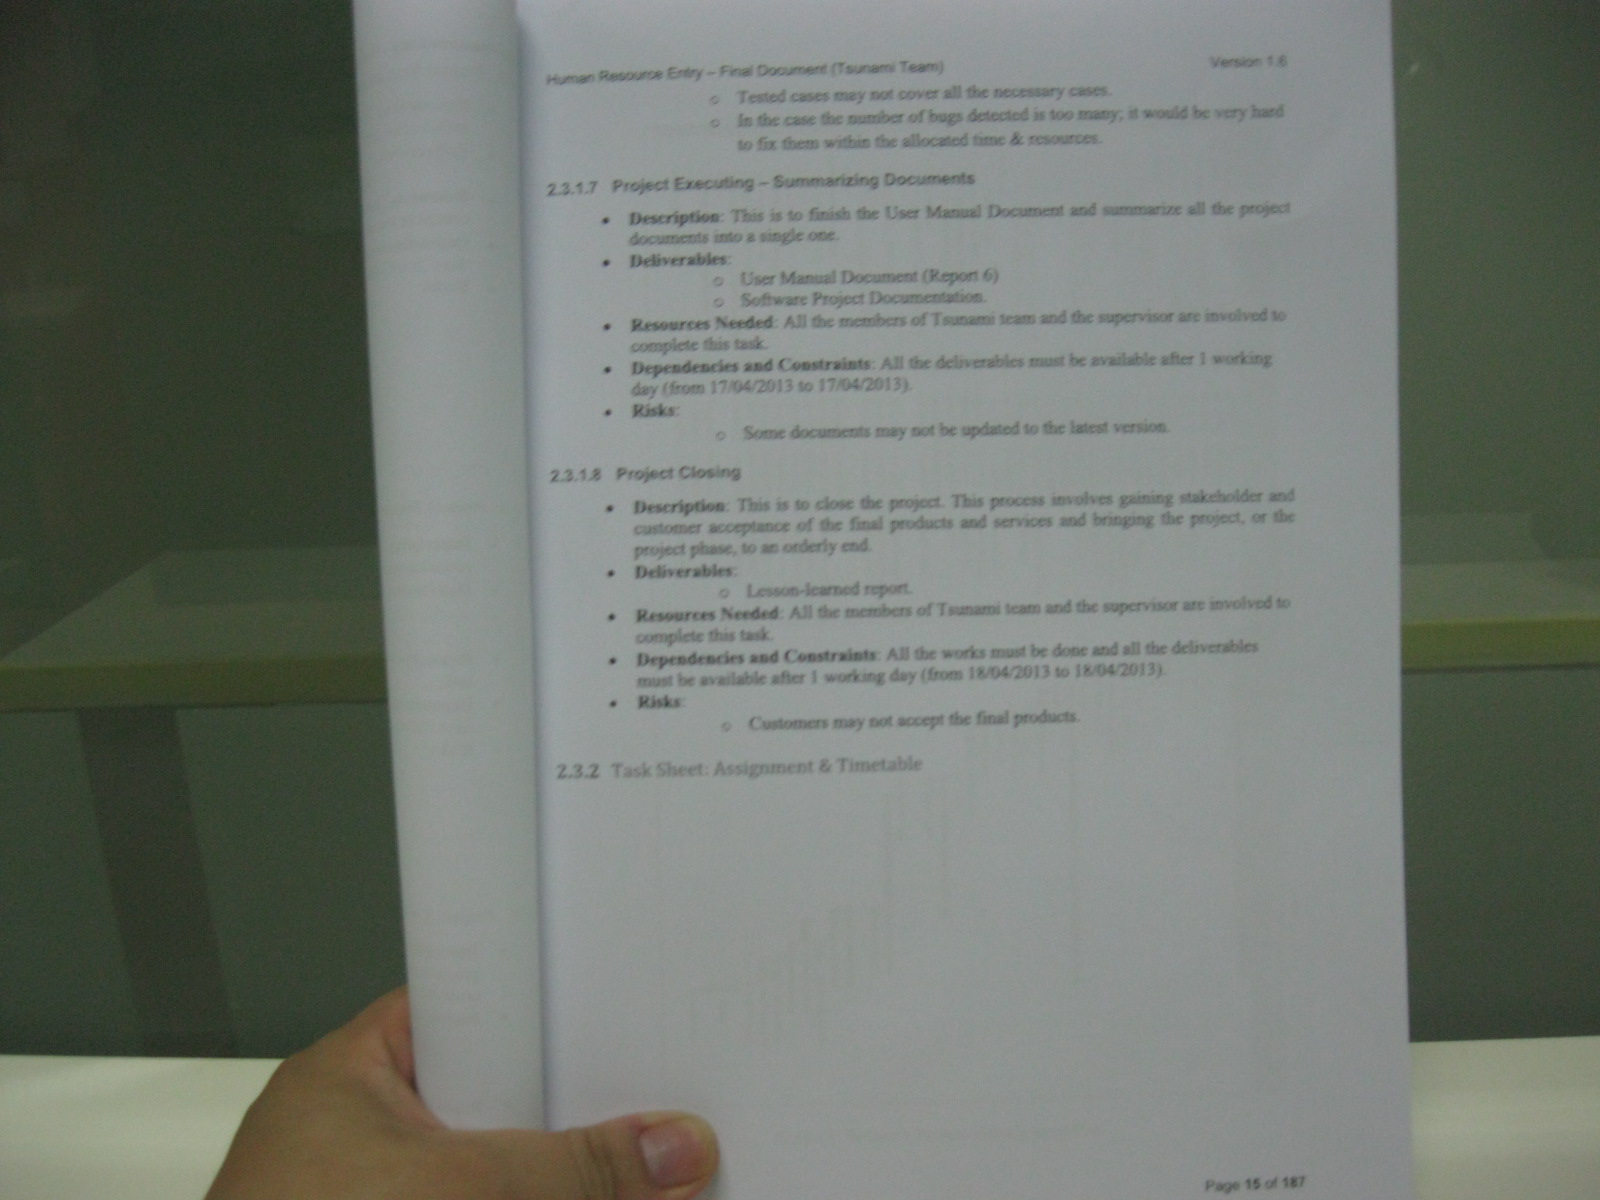 Human Resource Entry – Final Document (Tsunami Team) Version 1.6
o Tested cases may not cover all the necessary cases.
o In the case the number of bugs detected is too many; it would be very hard
to fix them within the allocated time & resources.
2.3.1.7 Project Executing – Summarizing Documents
• Description: This is to finish the User Manual Document and summarize all the project
documents into a single one.
• Deliverables:
o User Manual Document (Report 6)
o Software Project Documentation.
• Resources Needed: All the members of Tsunami team and the supervisor are involved to
complete this task.
• Dependencies and Constraints: All the deliverables must be available after 1 working
day (from 17/04/2013 to 17/04/2013).
• Risks:
o Some documents may not be updated to the latest version.
2.3.1.8 Project Closing
• Description: This is to close the project. This process involves gaining stakeholder and
customer acceptance of the final products and services and bringing the project, or the
project phase, to an orderly end.
• Deliverables:
o Lesson-learned report.
• Resources Needed: All the members of Tsunami team and the supervisor are involved to
complete this task.
• Dependencies and Constraints: All the works must be done and all the deliverables
must be available after 1 working day (from 18/04/2013 to 18/04/2013).
• Risks:
o Customers may not accept the final products.
2.3.2 Task Sheet: Assignment & Timetable
Page 15 of 187